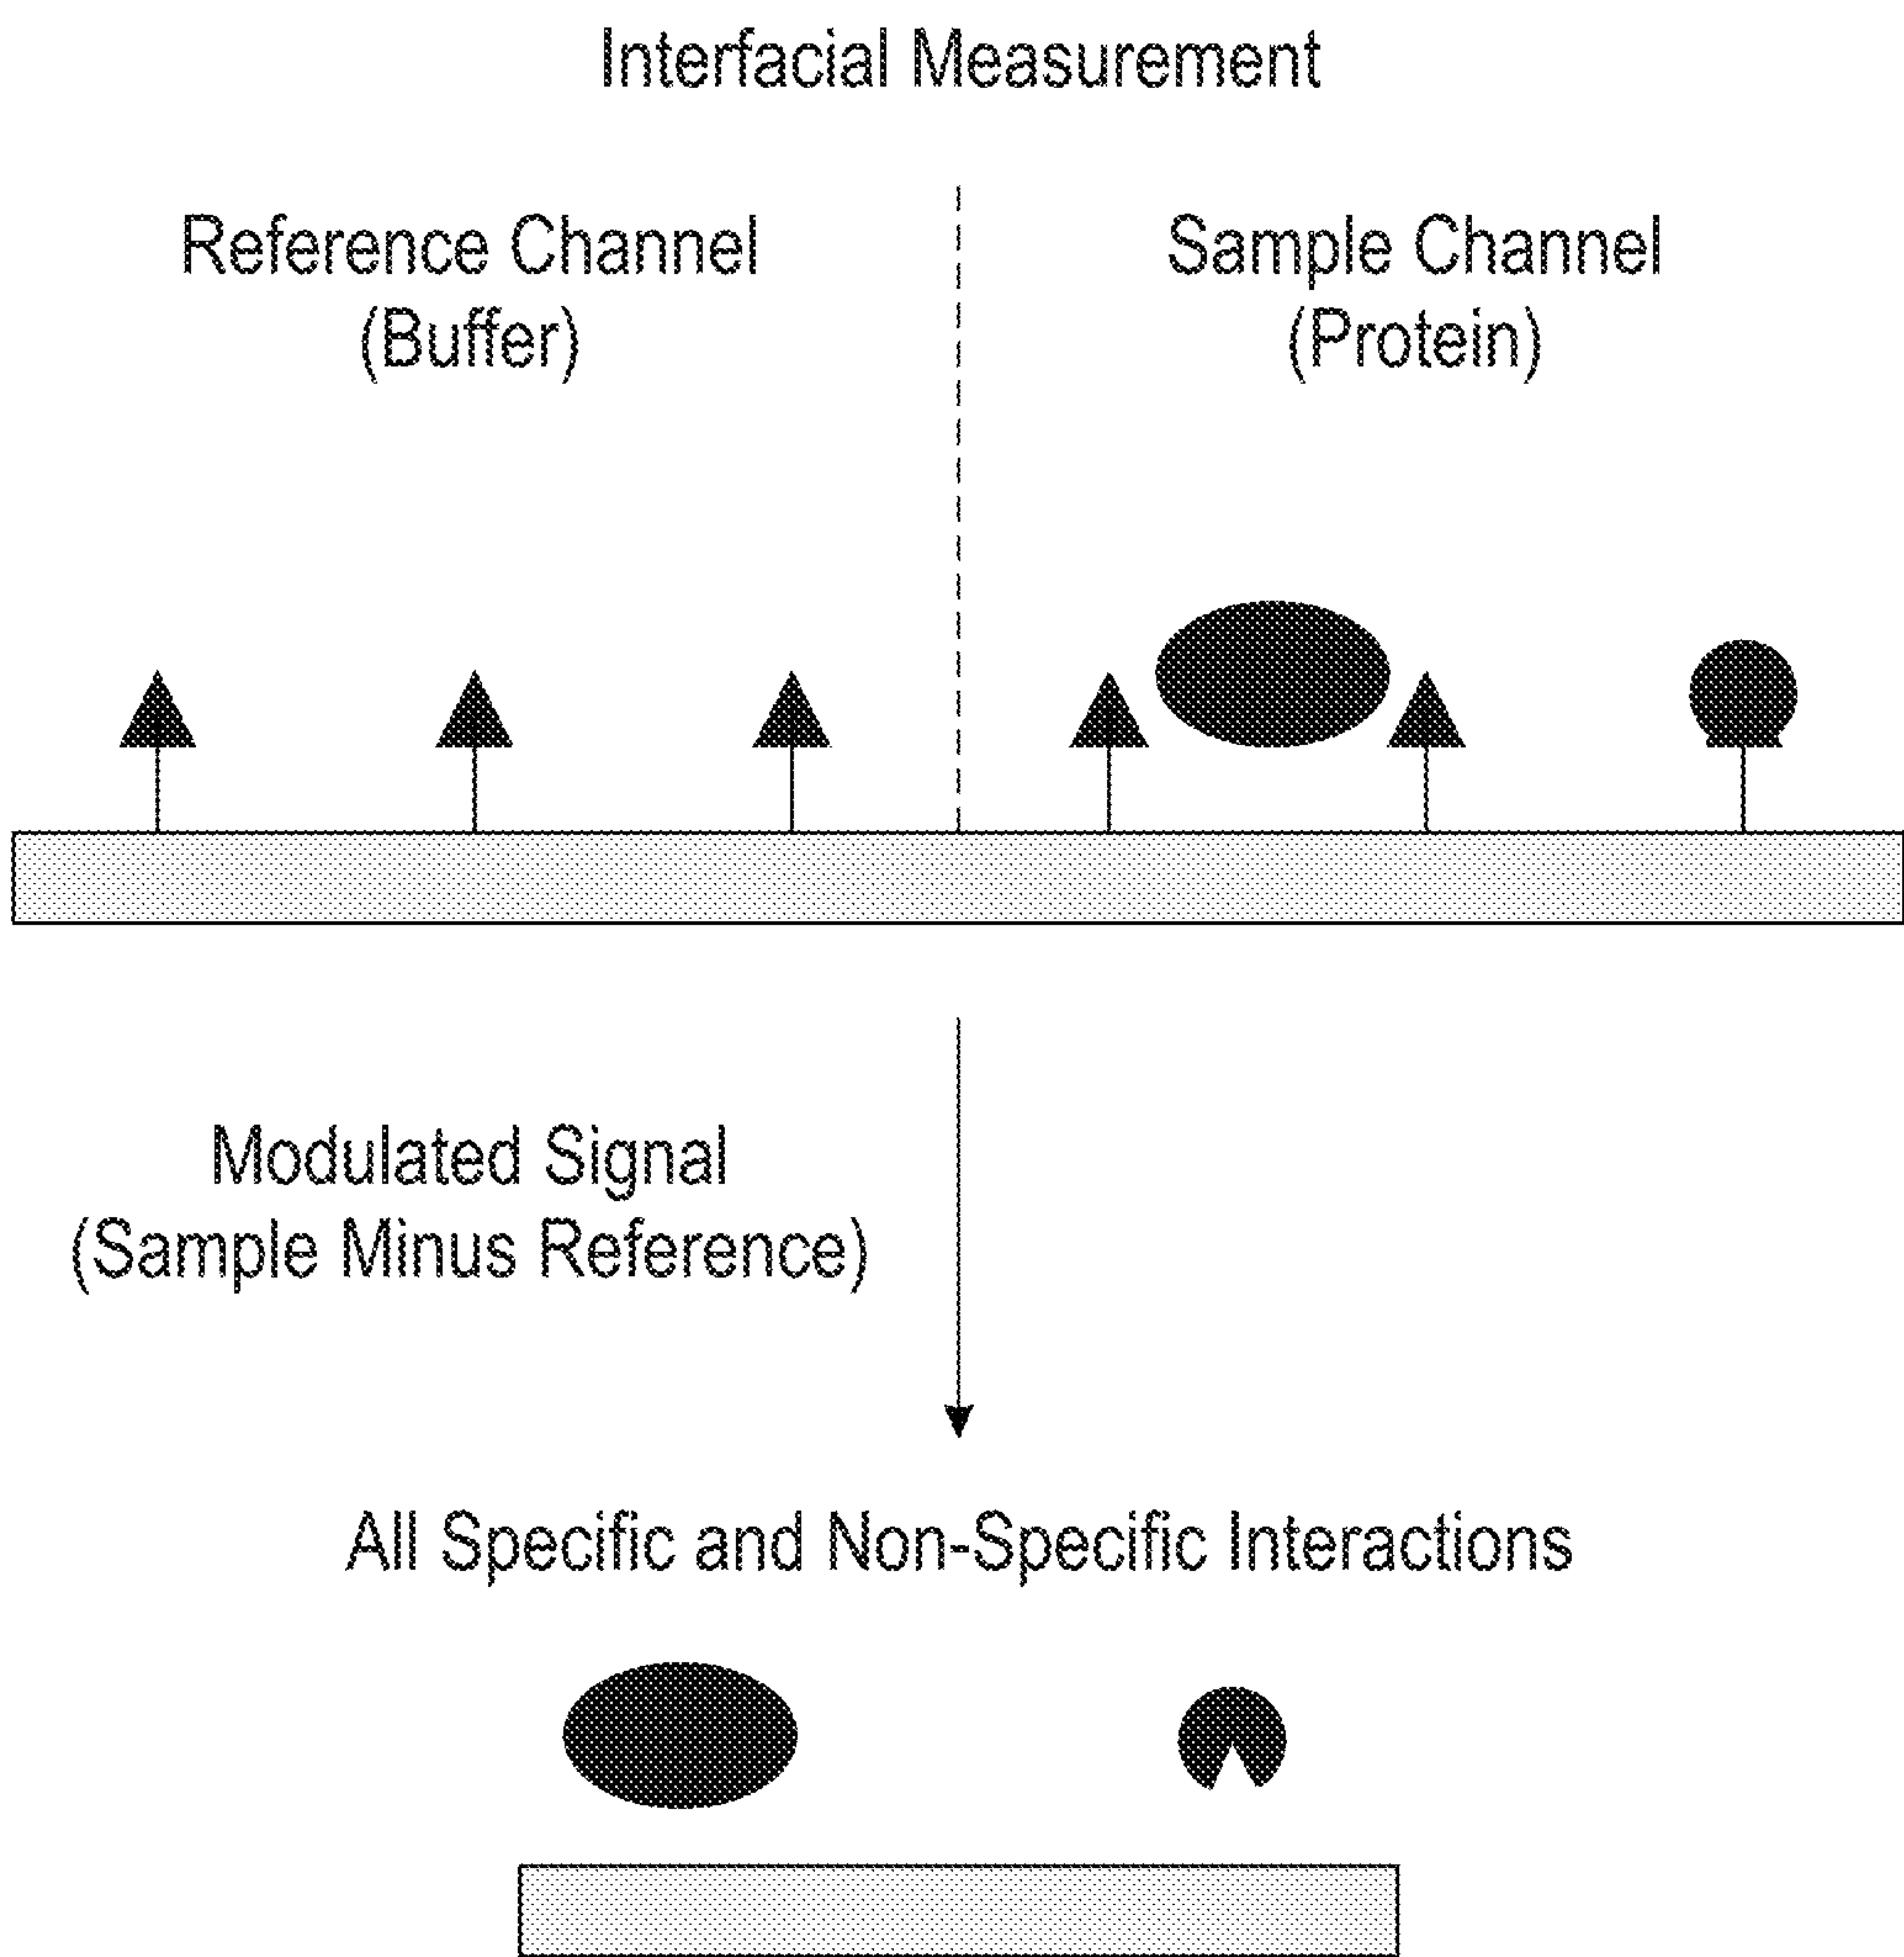 Interfacial Measurement
Reference Channel
(Buffer)
Sample Channel
(Protein)
Modulated Signal
(Sample Minus Reference)
All Specific and Non-Specific Interactions